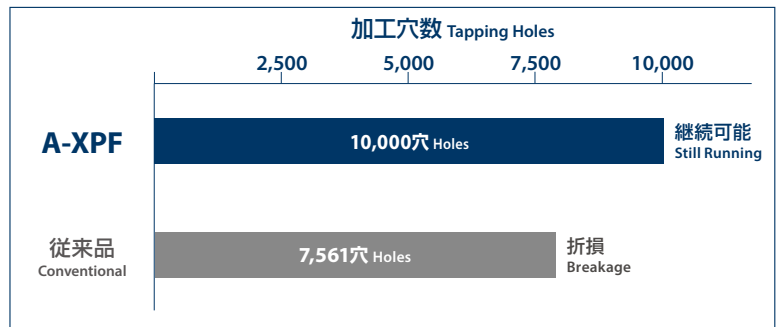 加工穴数 Tapping Holes
2,500 5,000 7,500 10,000
A-XPF
10,000穴 Holes
継続可能
Still Running
従来品
Conventional
7,561穴 Holes
折損
Breakage